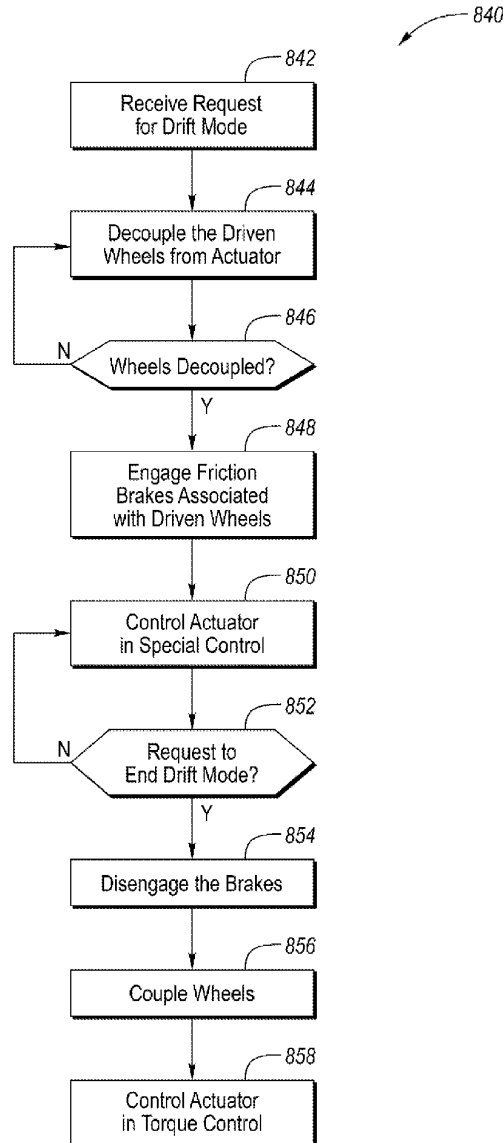 840
842
Receive Request
for Drift Mode
844
Decouple the Driven
Wheels from Actuator
846
N
Wheels Decoupled?
Y
848
Engage Friction
Brakes Associated
with Driven Wheels
850
Control Actuator
in Special Control
852
N
Request to
End Drift Mode?
Y
854
Disengage the Brakes
856
Couple Wheels
858
Control Actuator
in Torque Control